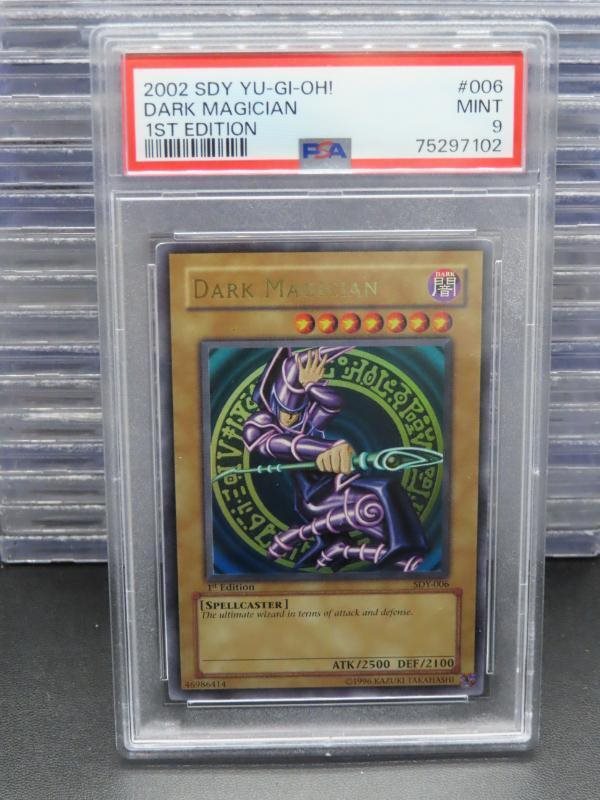 2002 SDY YU-GI-OH! #006
DARK MAGICIAN MINT
1ST EDITION 9
PSA 75297102
DARK MAGICIAN
DARK
闇
1st Edition SDY-006
[SPELLCASTER]
The ultimate wizard in terms of attack and defense.
ATK/2500 DEF/2100
46986414 ©1996 KAZUKI TAKAHASHI